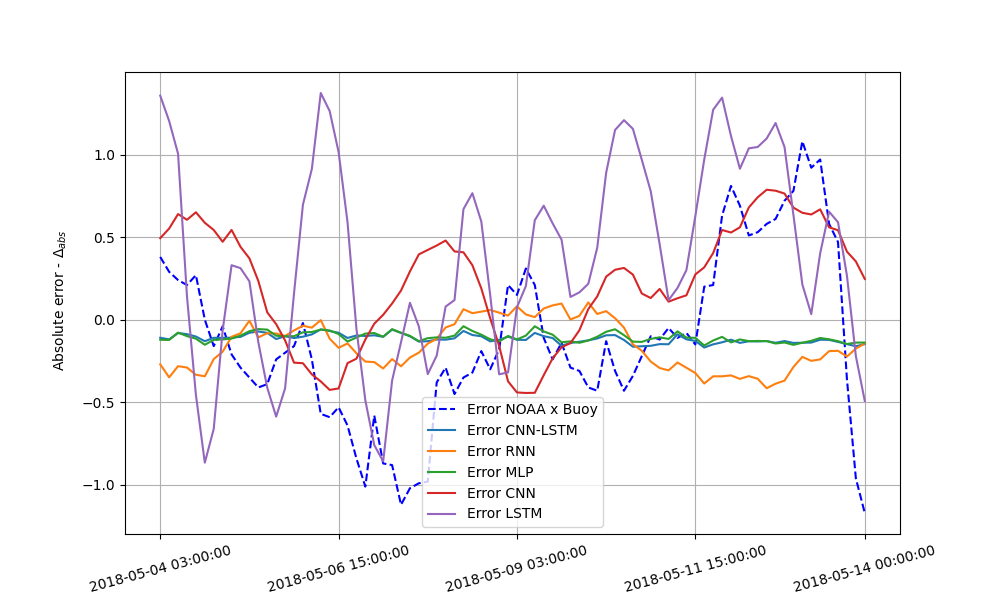 1.0
0.5
0.0
−0.5
−1.0
Absolute error - Δabs
Error NOAA x Buoy
Error CNN-LSTM
Error RNN
Error MLP
Error CNN
Error LSTM
2018-05-04 03:00:00
2018-05-06 15:00:00
2018-05-09 03:00:00
2018-05-11 15:00:00
2018-05-14 00:00:00